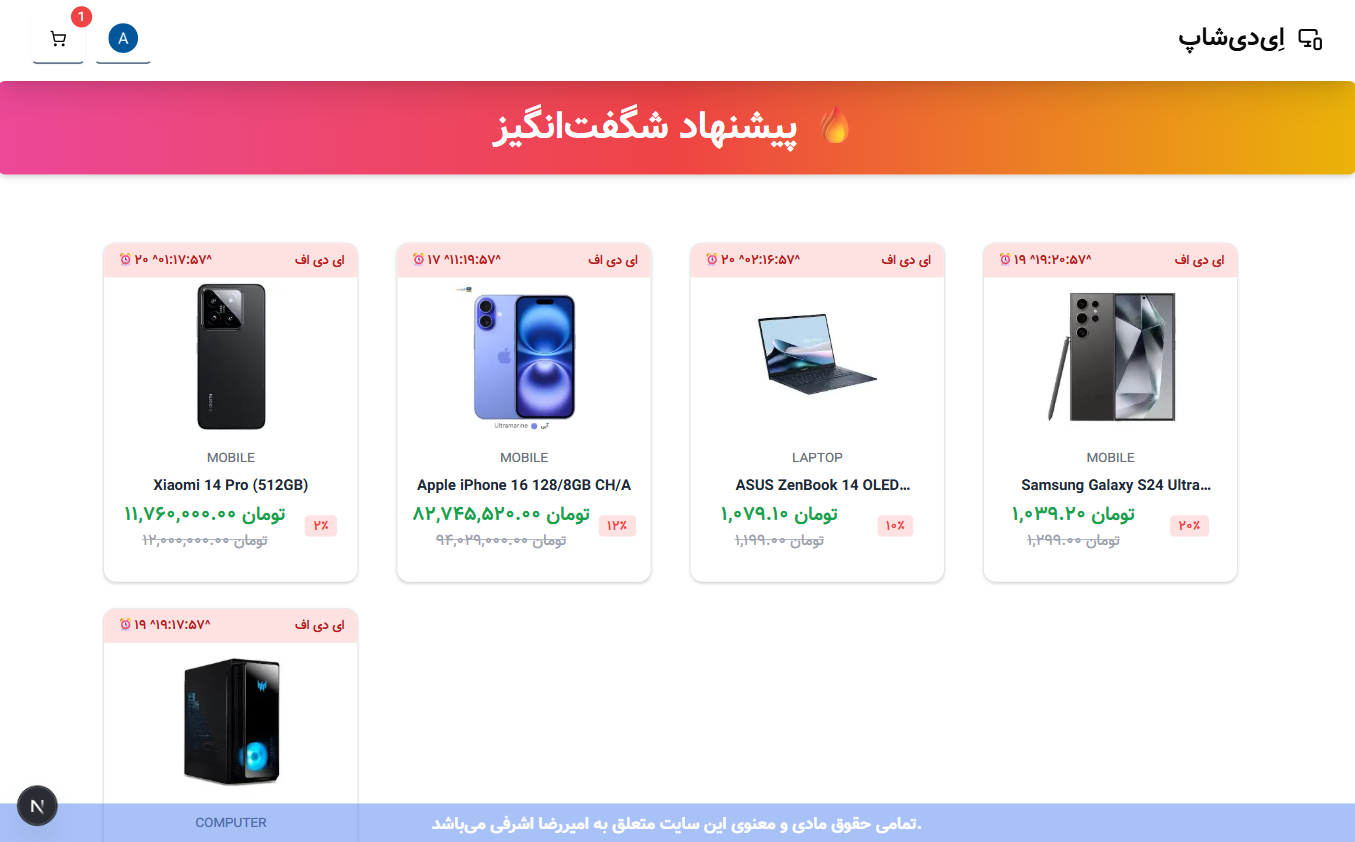 اِی‌دی‌شاپ
A
1
🔥 پیشنهاد شگفت‌انگیز
ای دی اف
⏰ ۱۹ ^۱۹:۲۰:۵۷^
MOBILE
Samsung Galaxy S24 Ultra...
۱,۰۳۹.۲۰ تومان
۱,۲۹۹.۰۰ تومان
۲۰٪
ای دی اف
⏰ ۲۰ ^۰۲:۱۶:۵۷^
LAPTOP
ASUS ZenBook 14 OLED...
۱,۰۷۹.۱۰ تومان
۱,۱۹۹.۰۰ تومان
۱۰٪
ای دی اف
⏰ ۱۷ ^۱۱:۱۹:۵۷^
Ultramarine آبی
MOBILE
Apple iPhone 16 128/8GB CH/A
۸۲,۷۴۵,۵۲۰.۰۰ تومان
۹۴,۰۲۹,۰۰۰.۰۰ تومان
۱۲٪
ای دی اف
⏰ ۲۰ ^۰۱:۱۷:۵۷^
MOBILE
Xiaomi 14 Pro (512GB)
۱۱,۷۶۰,۰۰۰.۰۰ تومان
۱۲,۰۰۰,۰۰۰.۰۰ تومان
۲٪
ای دی اف
⏰ ۱۹ ^۱۹:۱۷:۵۷^
COMPUTER
N
تمامی حقوق مادی و معنوی این سایت متعلق به امیررضا اشرفی می‌باشد.